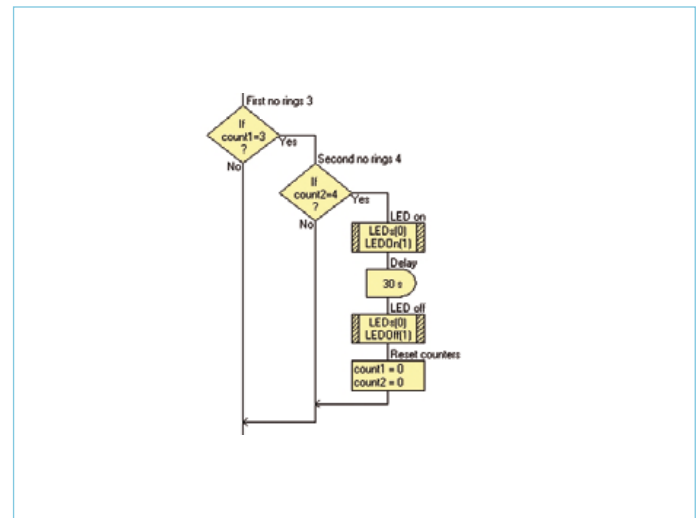 First no rings 3
If
count1=3
?
Yes
No
Second no rings 4
If
count2=4
?
Yes
No
LED on
LEDs(0)
LEDOn(1)
Delay
30 s
LED off
LEDs(0)
LEDOff(1)
Reset counters
count1 = 0
count2 = 0